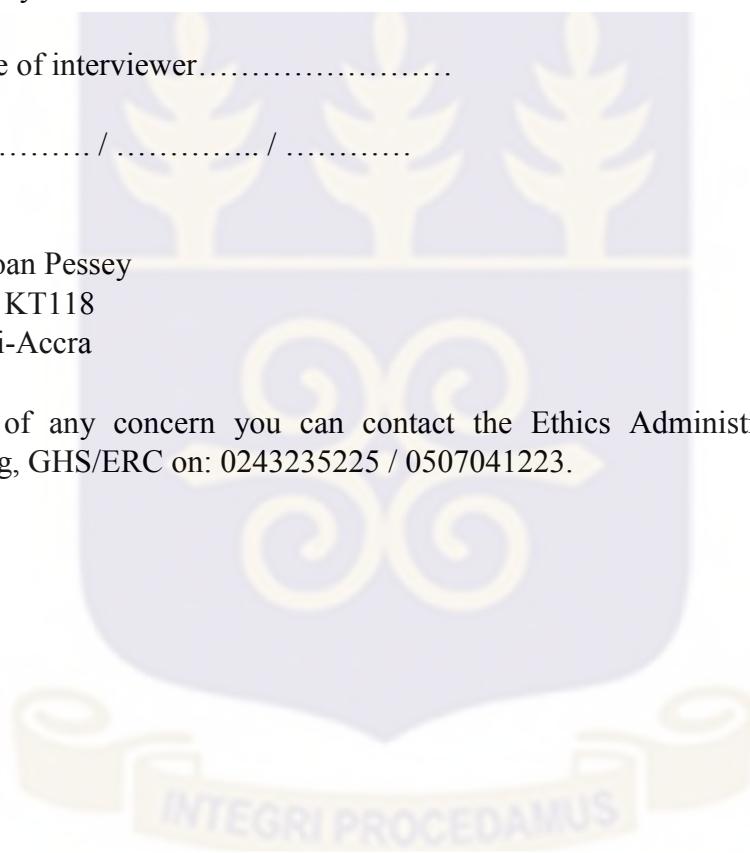 e of interviewer……………………
………. / ………….. / …………
oan Pessey
KT118
i-Accra
of any concern you can contact the Ethics Administ
g, GHS/ERC on: 0243235225 / 0507041223.
INTEGRI PROCEDAMUS